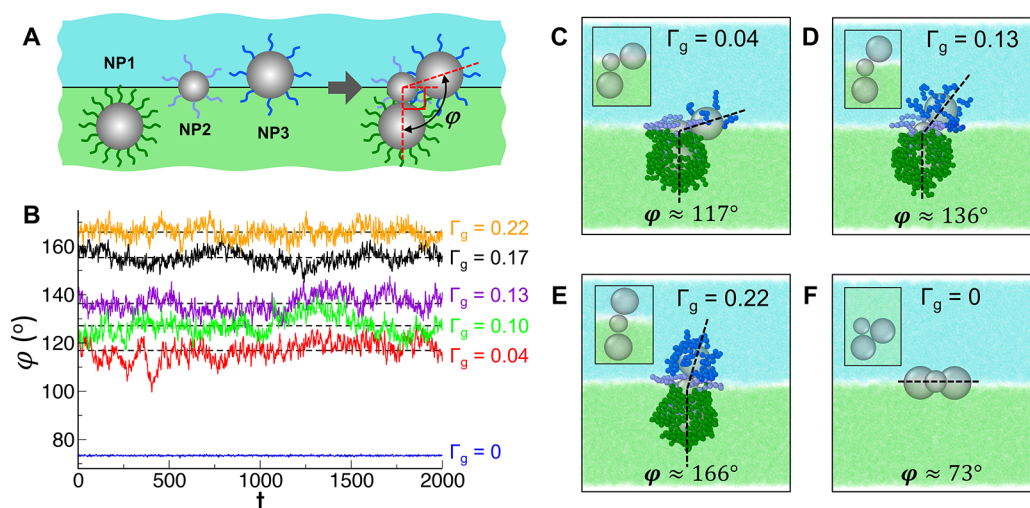 A
NP1
NP2
NP3
φ
B
φ (°)
160
140
120
100
80
0
500
1000
1500
2000
t
Γg = 0.22
Γg = 0.17
Γg = 0.13
Γg = 0.10
Γg = 0.04
Γg = 0
C
Γg = 0.04
φ ≈ 117°
D
Γg = 0.13
φ ≈ 136°
E
Γg = 0.22
φ ≈ 166°
F
Γg = 0
φ ≈ 73°